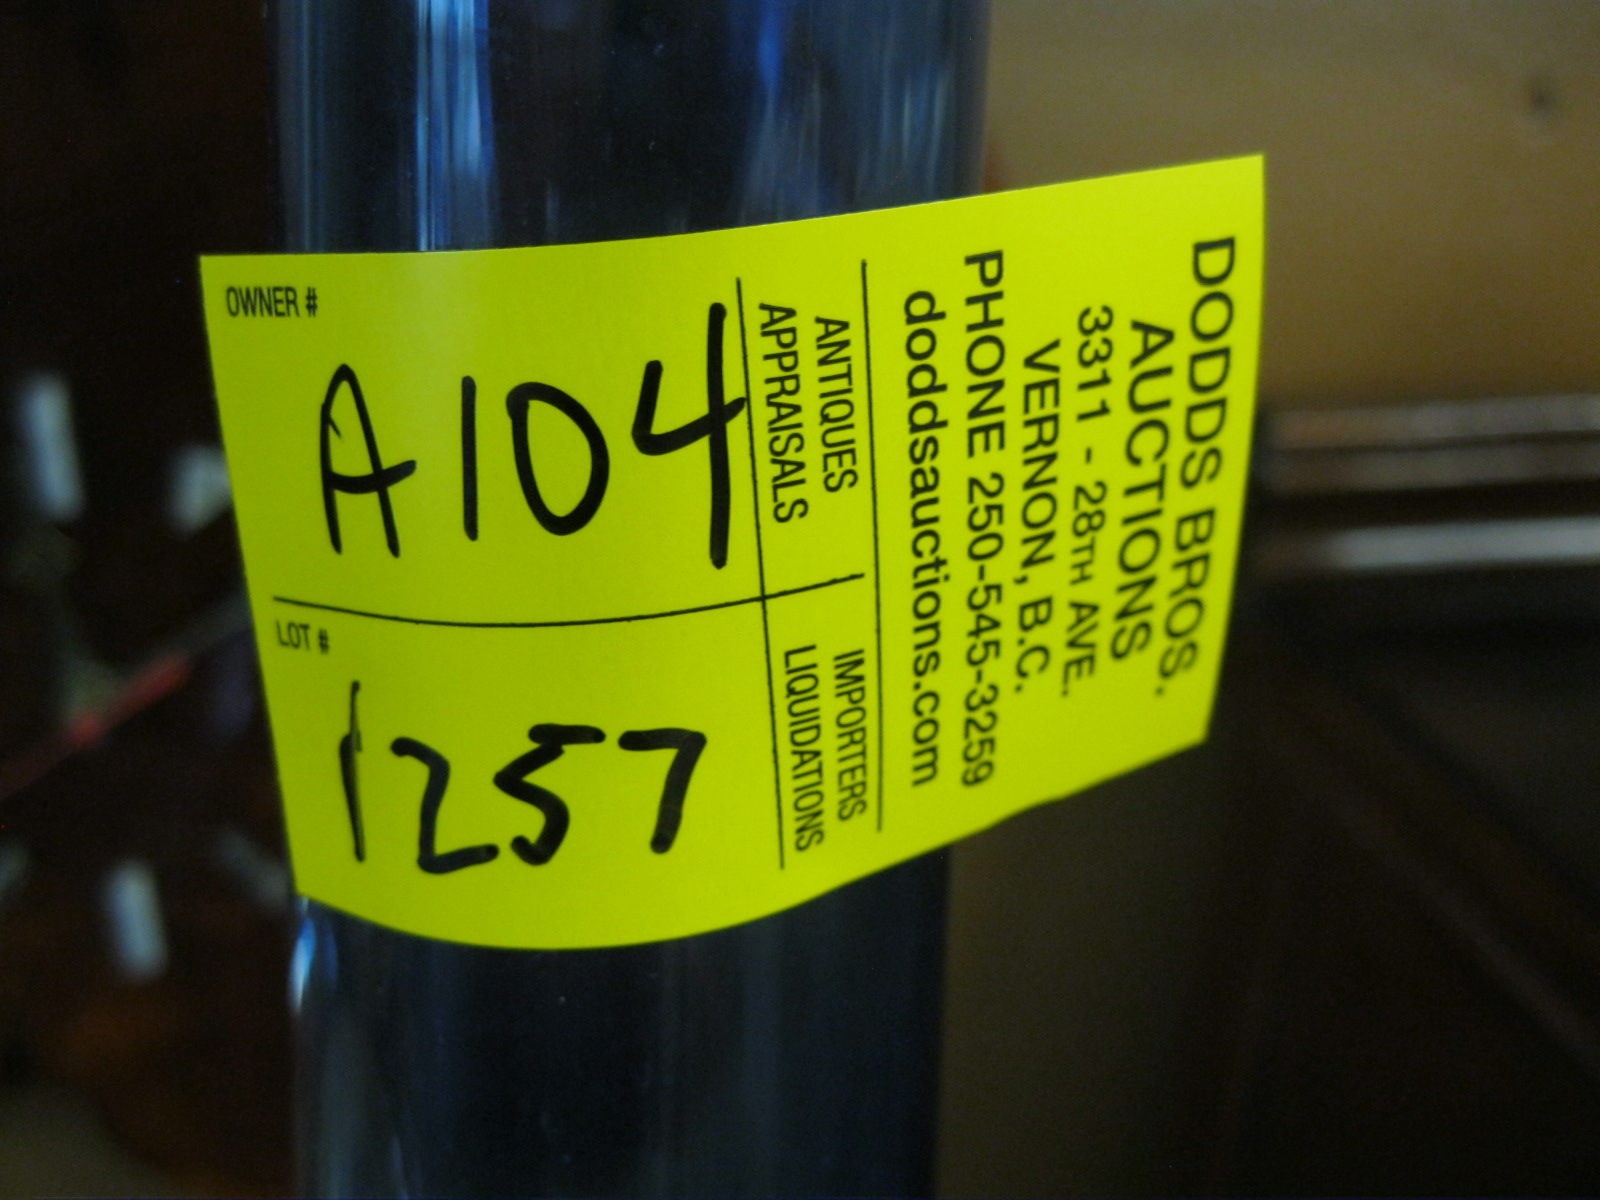 OWNER #
A104
LOT #
1257
DODDS BROS.
AUCTIONS
3311 - 28TH AVE.
VERNON, B.C.
PHONE 250-545-3259
doddsauctions.com
ANTIQUES
APPRAISALS
IMPORTERS
LIQUIDATIONS